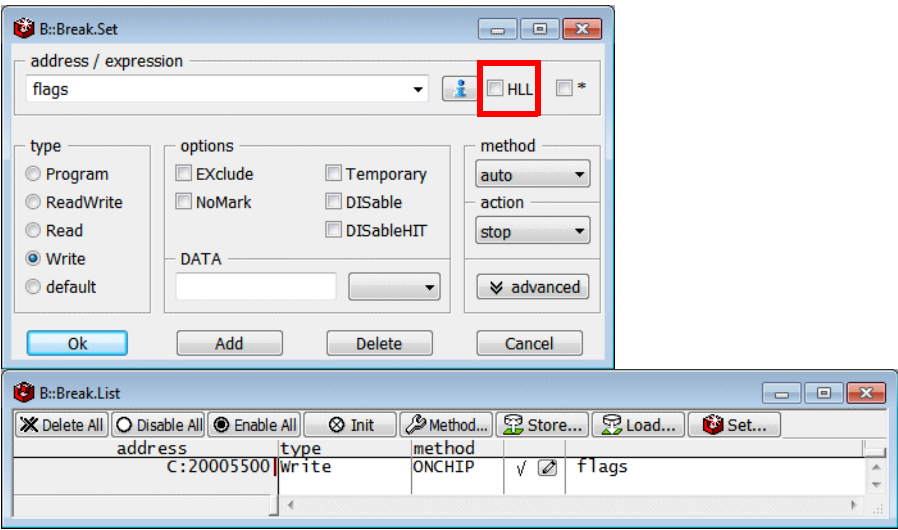 B::Break.Set
address / expression
flags
HLL
*
type
options
method
Program
EXclude
Temporary
auto
ReadWrite
NoMark
DISable
action
Read
DISableHIT
stop
Write
DATA
default
advanced
Ok
Add
Delete
Cancel
B::Break.List
Delete All
Disable All
Enable All
Init
Method...
Store...
Load...
Set...
address type method
C:20005500 Write ONCHIP √ flags